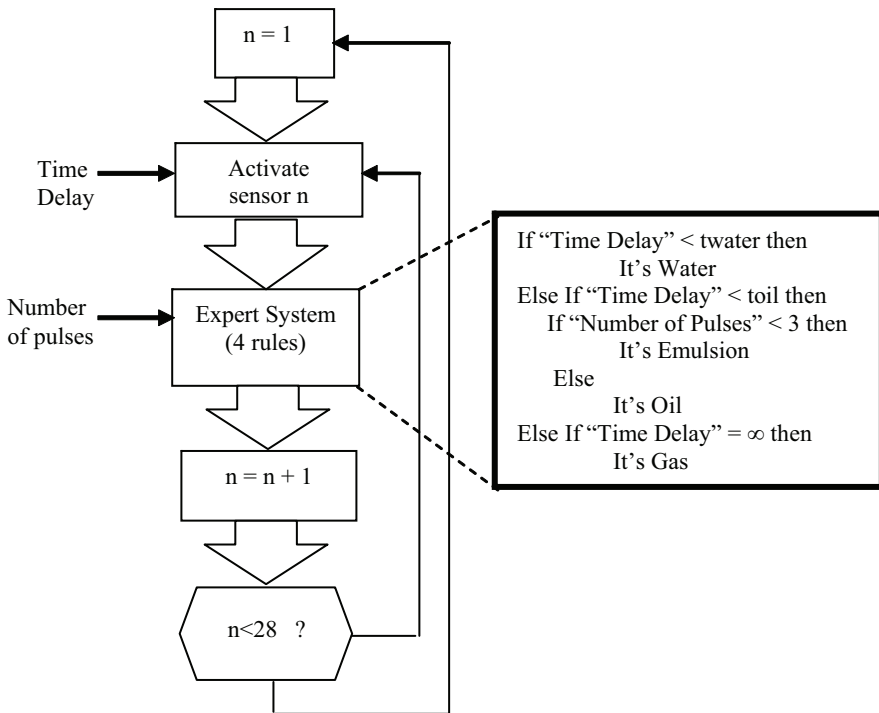 n = 1
Time
Delay
Activate
sensor n
Number
of pulses
Expert System
(4 rules)
n = n + 1
n<28 ?
If “Time Delay” < twater then
It’s Water
Else If “Time Delay” < toil then
If “Number of Pulses” < 3 then
It’s Emulsion
Else
It’s Oil
Else If “Time Delay” = ∞ then
It’s Gas